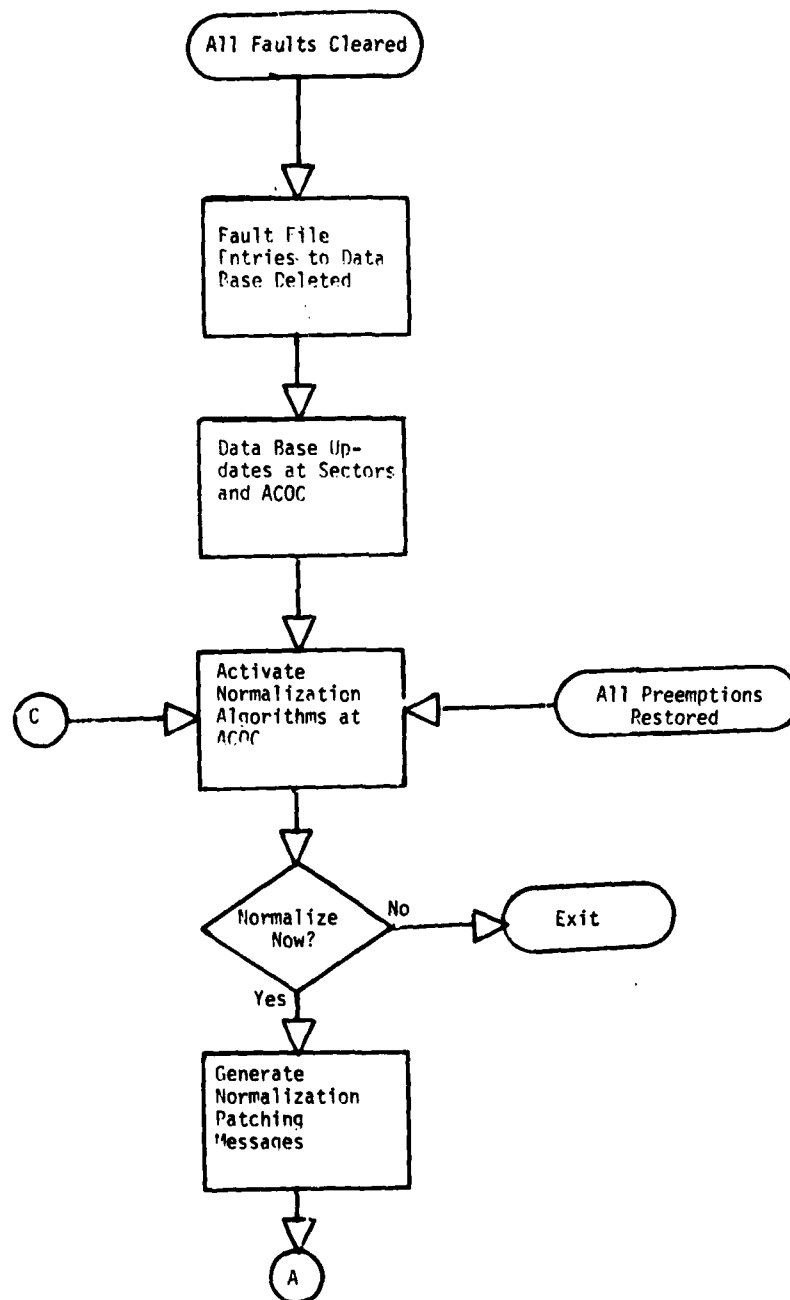 All Faults Cleared
Fault File
Entries to Data
Base Deleted
Data Base Up-
dates at Sectors
and ACOC
Activate
Normalization
Algorithms at
ACOC
C
All Preemptions
Restored
Normalize
Now?
No
Exit
Yes
Generate
Normalization
Patching
Messages
A